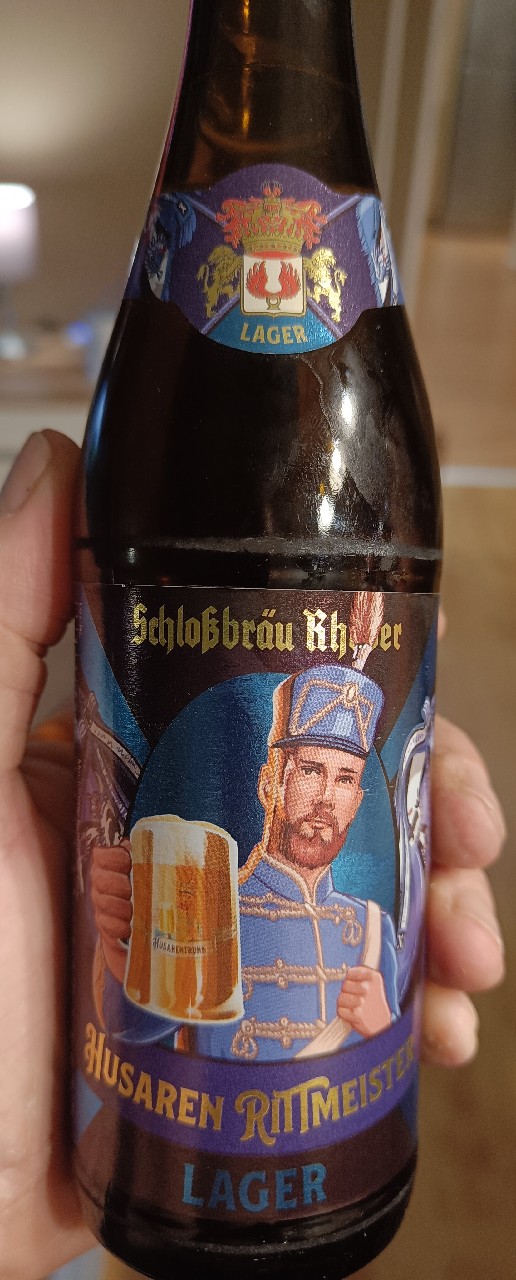 LAGER
Schloßbräu
HUSARENTRUNK
HUSAREN RITTMEISTER
LAGER